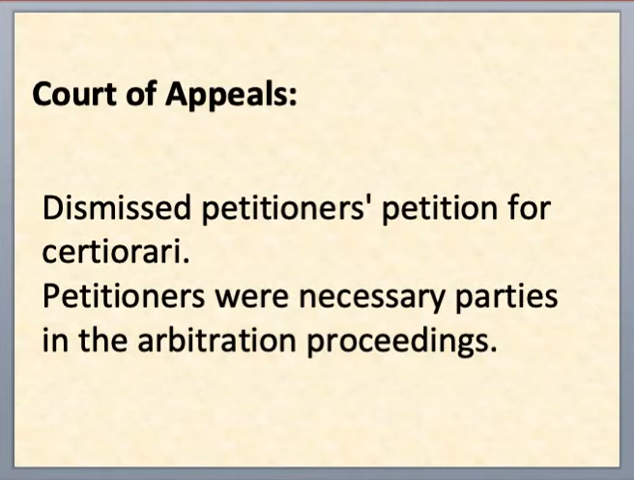 Court of Appeals:
Dismissed petitioners' petition for
certiorari.
Petitioners were necessary parties
in the arbitration proceedings.